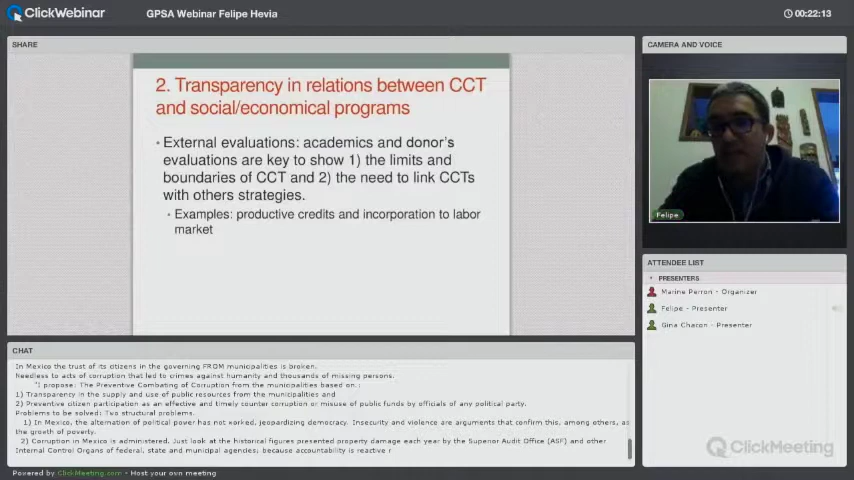 ClickWebinar
GPSA Webinar Felipe Hevia
00:22:13
SHARE
2. Transparency in relations between CCT
and social/economical programs
• External evaluations: academics and donor's
evaluations are key to show 1) the limits and
boundaries of CCT and 2) the need to link CCTs
with others strategies.
• Examples: productive credits and incorporation to labor
market
CAMERA AND VOICE
Felipe
ATTENDEE LIST
PRESENTERS
Marine Perron - Organizer
Felipe - Presenter
Gina Chacon - Presenter
CHAT
In Mexico the trust of its citizens in the governing FROM municipalities is broken.
Needless to acts of corruption that led to crimes against humanity and thousands of missing persons.
"I propose: The Preventive Combating of Corruption from the municipalities based on.:
1) Transparency in the supply and use of public resources from the municipalities and
2) Preventive citizen participation as an effective and timely counter corruption or misuse of public funds by officials of any political party.
Problems to be solved: Two structural problems.
1) In Mexico, the alternation of political power has not worked, jeopardizing democracy. Insecurity and violence are arguments that confirm this, among others, as
the growth of poverty.
2) Corruption in Mexico is administered. Just look at the historical figures presented property damage each year by the Superior Audit Office (ASF) and other
Internal Control Organs of federal, state and municipal agencies; because accountability is reactive r
ClickMeeting
Powered by ClickMeeting.com - Host your own meeting